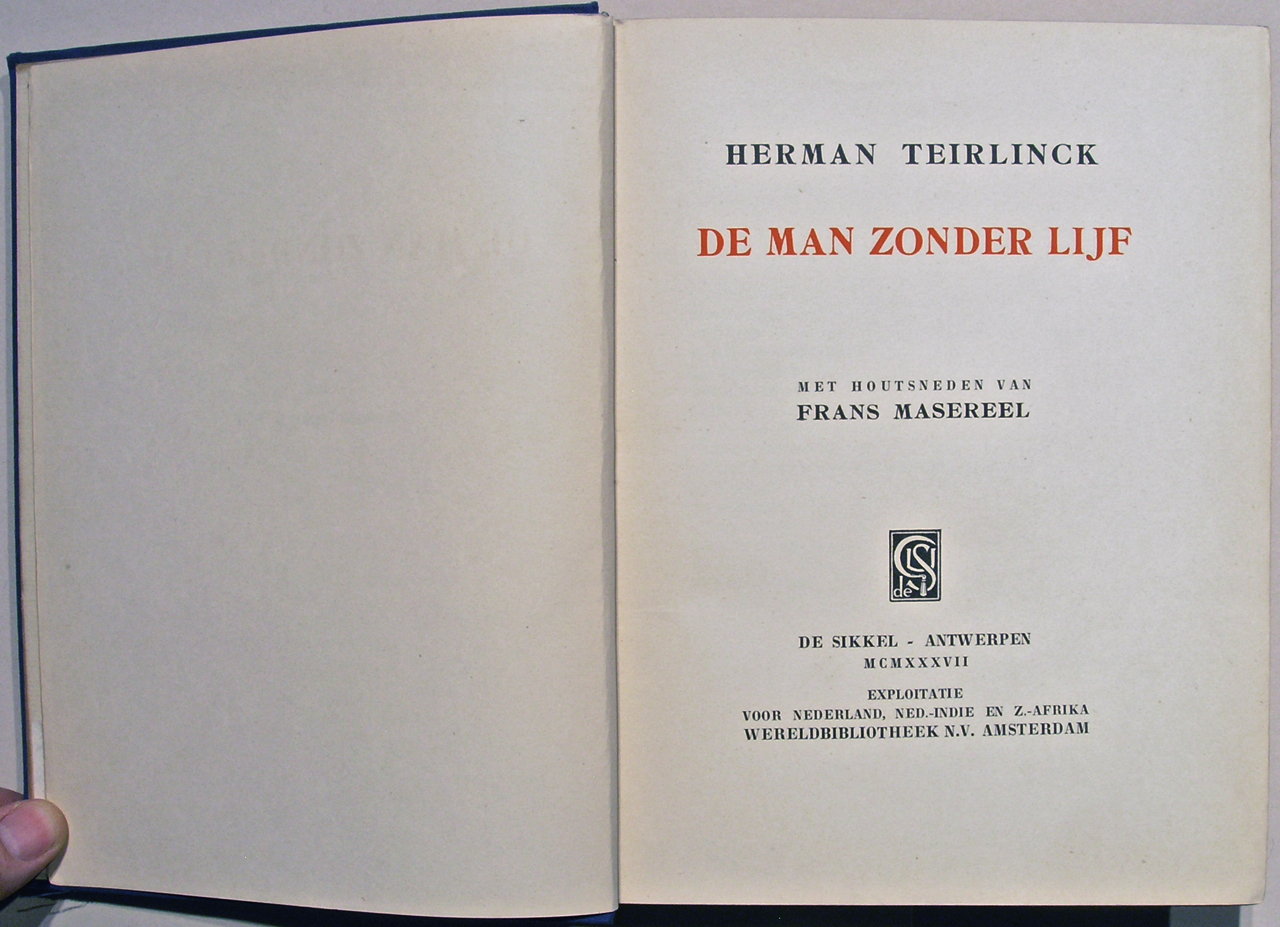 HERMAN TEIRLINCK
DE MAN ZONDER LIJF
MET HOUTSNEDEN VAN
FRANS MASEREEL
de
DE SIKKEL - ANTWERPEN
MCMXXXVII
EXPLOITATIE
VOOR NEDERLAND, NED.-INDIE EN Z.-AFRIKA
WERELDBIBLIOTHEEK N.V. AMSTERDAM